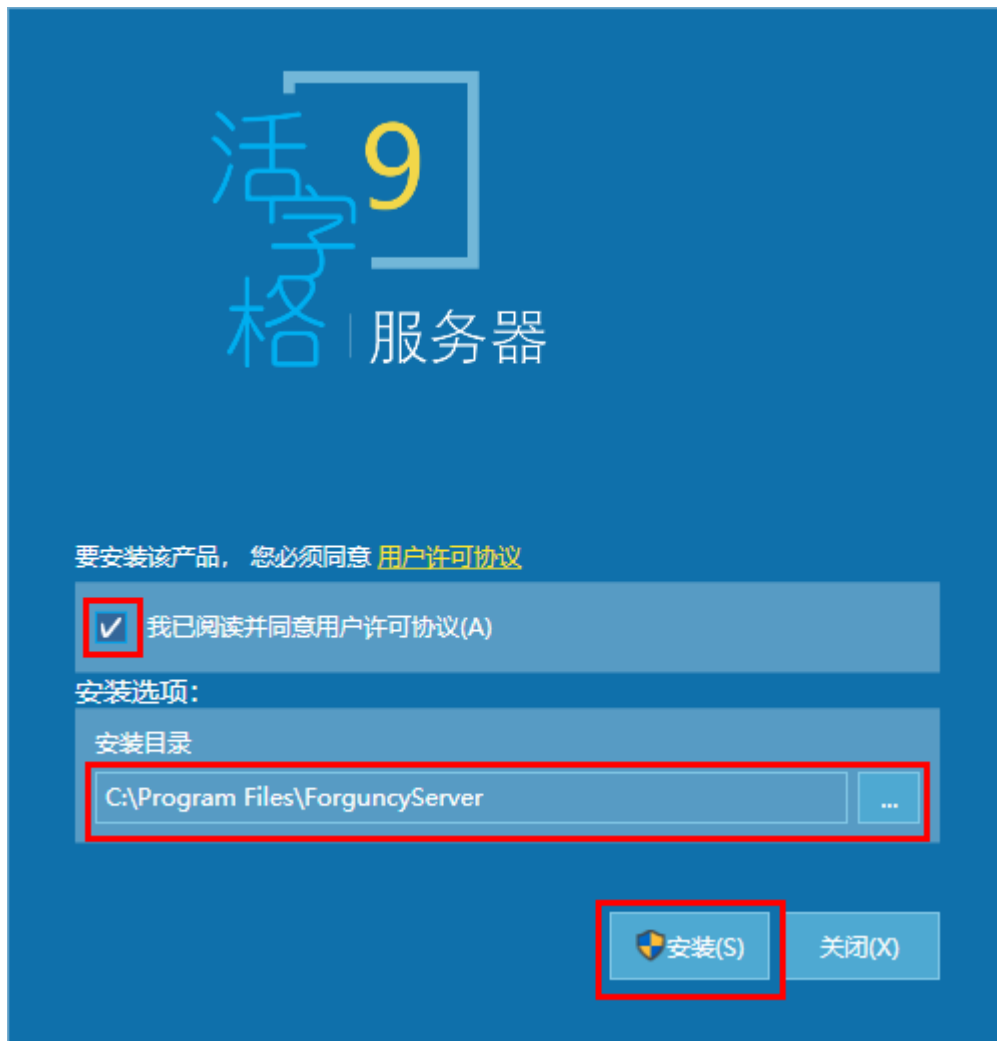 活字格
9
服务器
要安装该产品, 您必须同意 用户许可协议
我已阅读并同意用户许可协议(A)
安装选项:
安装目录
C:\Program Files\ForguncyServer
...
安装(S)
关闭(X)